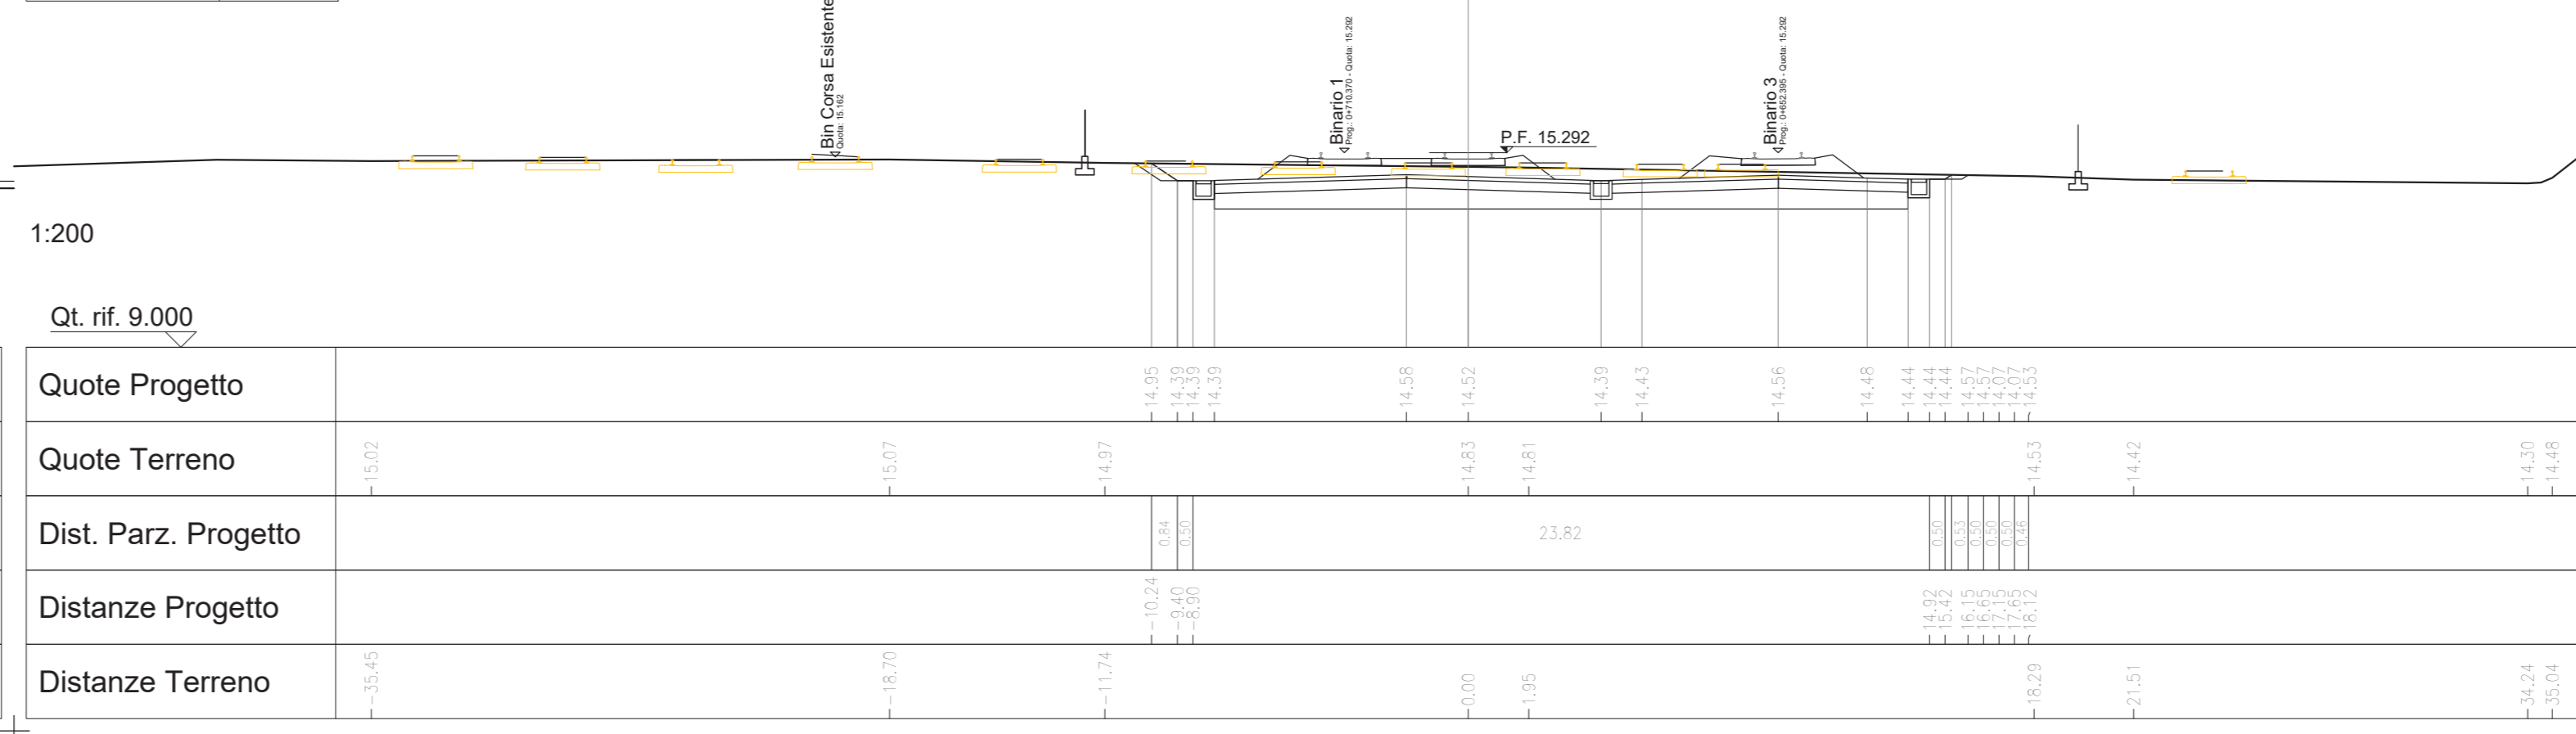 Bin Corsa Esistente
Quota: 15.162
Binario 1
Prog.: 0+710.370 - Quota: 15.292
P.F. 15.292
Binario 3
Prog.: 0+652.395 - Quota: 15.292
1:200
Qt. rif. 9.000
Quote Progetto 14.95 14.39 14.39 14.39 14.58 14.52 14.39 14.43 14.56 14.48 14.44 14.44 14.44 14.57 14.57 14.07 14.07 14.53
Quote Terreno 15.02 15.07 14.97 14.83 14.81 14.53 14.42 14.30 14.48
Dist. Parz. Progetto 0.84 0.50 23.82 0.50 0.53 0.50 0.50 0.50 0.46
Distanze Progetto -10.24 -9.40 -8.90 14.92 15.42 16.15 16.65 17.15 17.65 18.12
Distanze Terreno -35.45 -18.70 -11.74 0.00 1.95 18.29 21.51 34.24 35.04